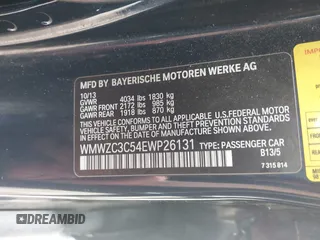 MFD. BY BAYERISCHE MOTOREN WERKE AG
10/13
GVWR 4034 lbs 1830 kg
GAWR FRONT 2172 lbs 985 kg
GAWR REAR 1918 lbs 870 kg
THIS VEHICLE CONFORMS TO ALL APPLICABLE
U.S. FEDERAL MOTOR VEHICLE SAFETY,
BUMPER, AND THEFT PREVENTION STANDARDS
IN EFFECT ON THE DATE OF MANUFACTURE SHOWN ABOVE.
WMWZC3C54EWP26131 TYPE: PASSENGER CAR
B13/5
7 315 814
DREAMBID